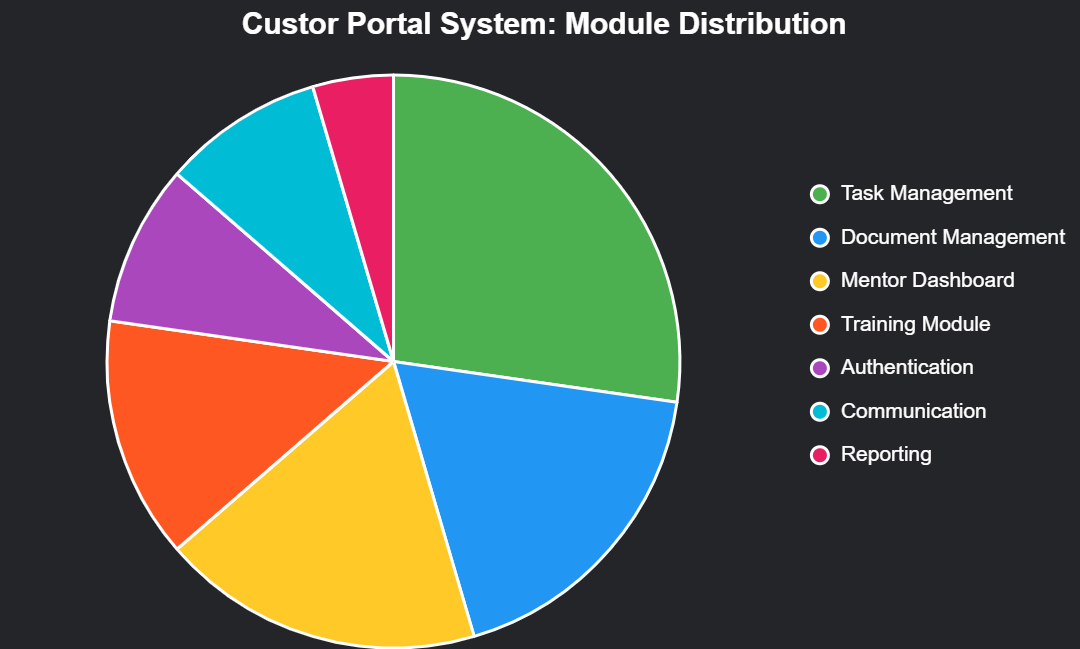 Custor Portal System: Module Distribution
Task Management
Document Management
Mentor Dashboard
Training Module
Authentication
Communication
Reporting